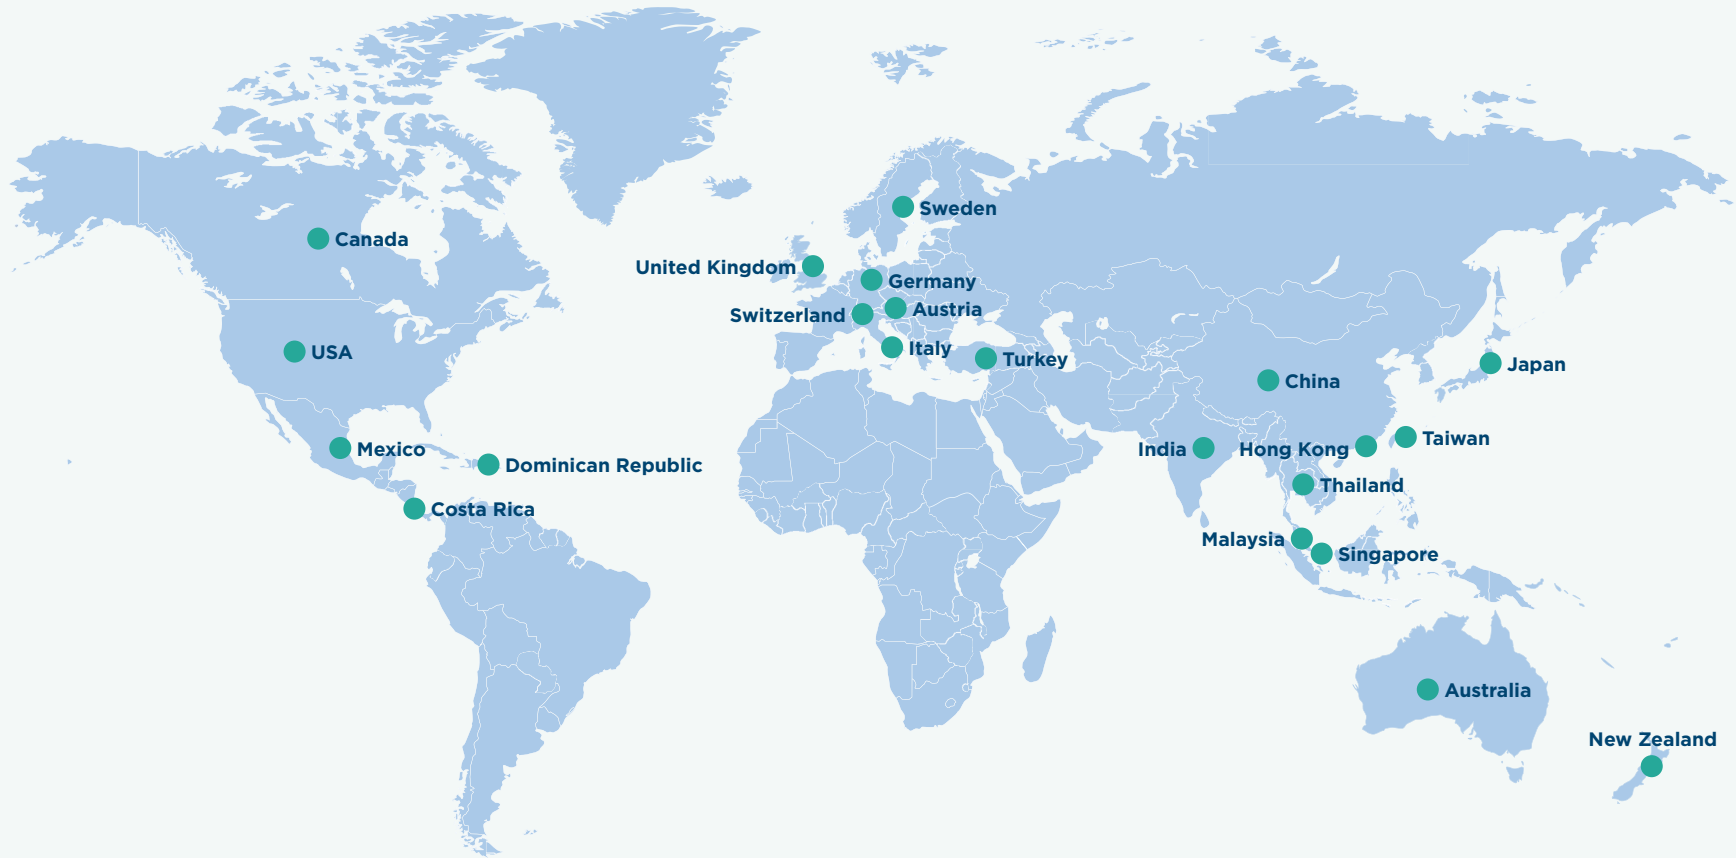 Sweden
Canada
United Kingdom
Germany
Switzerland
Austria
Italy
USA
Turkey
Japan
China
Mexico
Dominican Republic
India
Hong Kong
Taiwan
Thailand
Costa Rica
Malaysia
Singapore
Australia
New Zealand